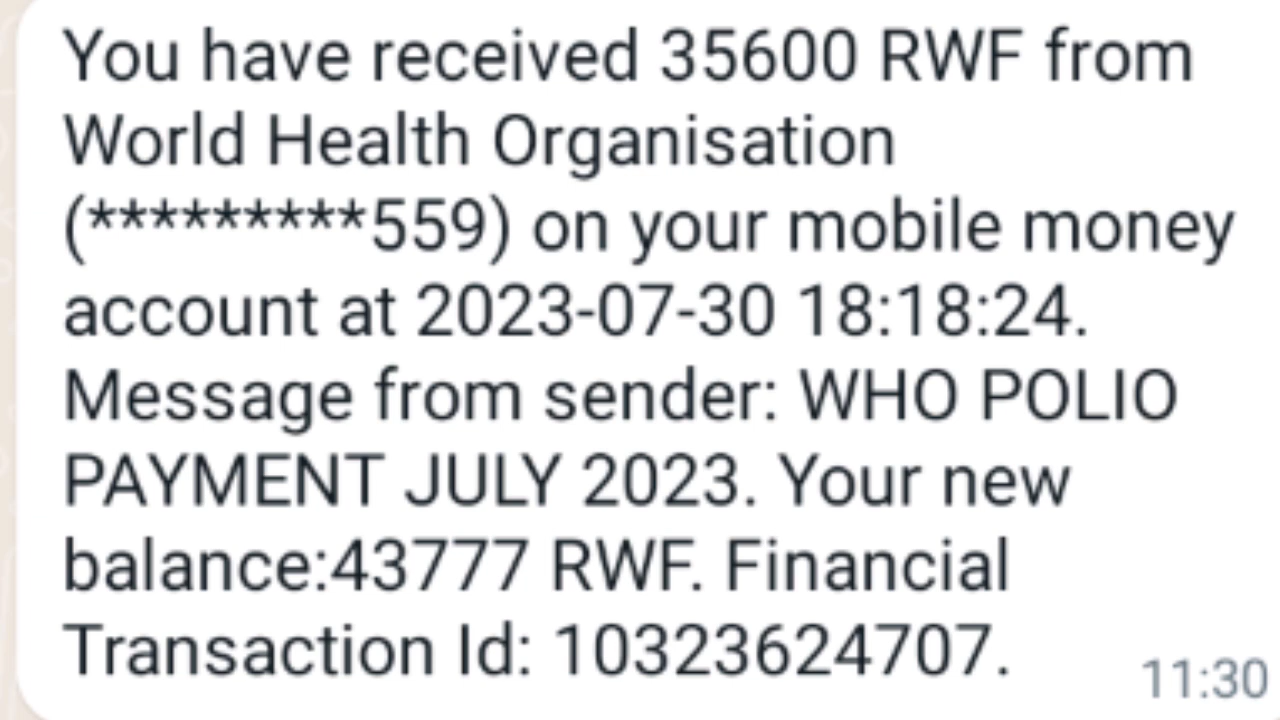 You have received 35600 RWF from
World Health Organisation
(*********559) on your mobile money
account at 2023-07-30 18:18:24.
Message from sender: WHO POLIO
PAYMENT JULY 2023. Your new
balance:43777 RWF. Financial
Transaction Id: 10323624707.
11:30